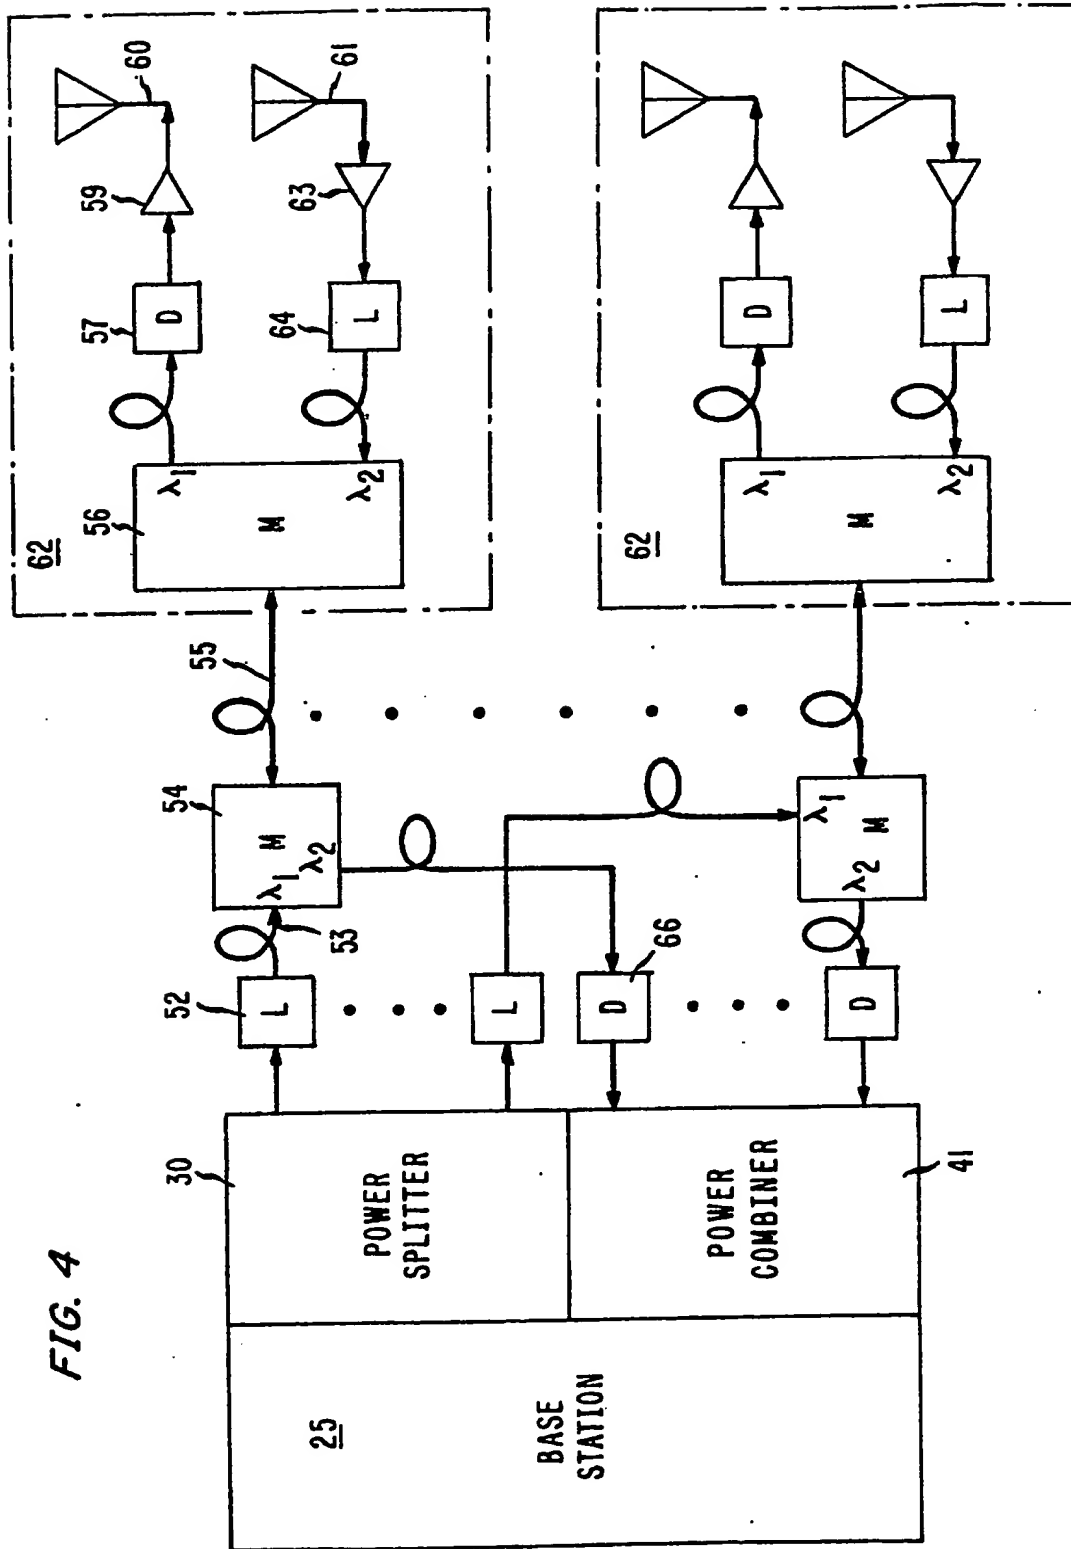 FIG. 4
25
BASE
STATION
30
POWER
SPLITTER
POWER
COMBINER
41
52
L
L
D
66
D
53
54
λ1
M
λ2
λ1
λ2
M
55
62
56
λ1
M
λ2
57
D
59
60
61
63
64
L
62
λ1
M
λ2
D
L